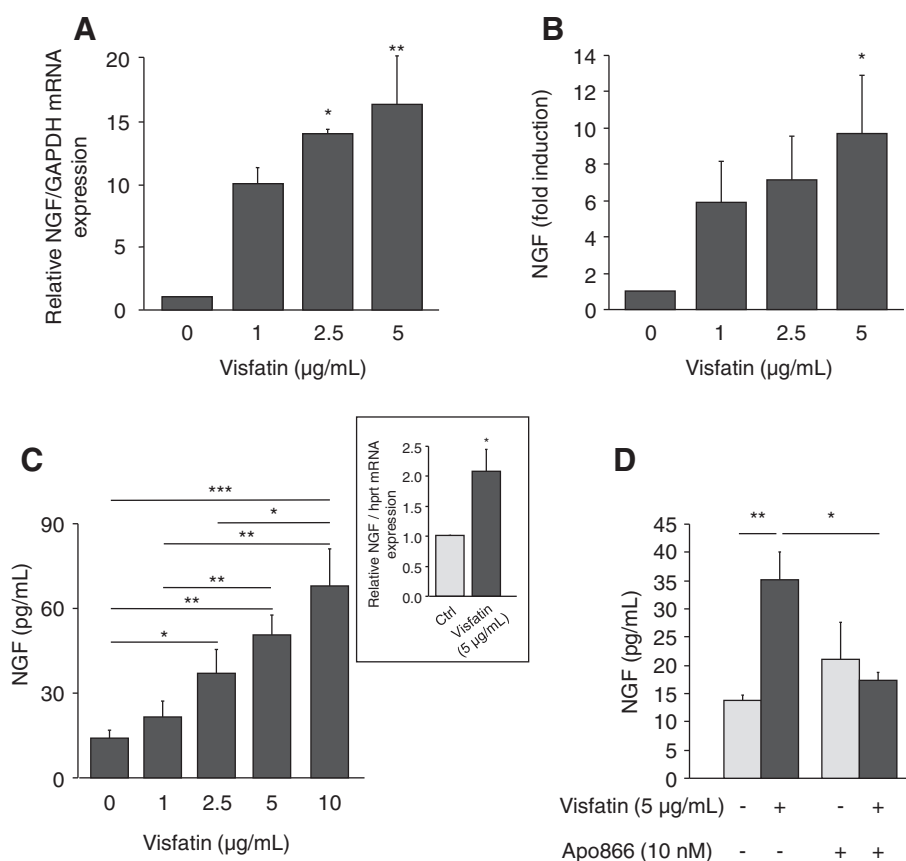 A
Relative NGF/GAPDH mRNA
expression
20
15
10
5
0
*
**
0 1 2.5 5
Visfatin (µg/mL)
B
NGF (fold induction)
14
12
10
8
6
4
2
0
*
0 1 2.5 5
Visfatin (µg/mL)
C
NGF (pg/mL)
90
60
30
0
***
*
**
**
**
*
0 1 2.5 5 10
Visfatin (µg/mL)
Relative NGF / hprt mRNA
expression
2.5
2.0
1.5
1.0
0.5
0.0
*
Ctrl
Visfatin
(5 µg/mL)
D
NGF (pg/mL)
45
40
35
30
25
20
15
10
5
0
** *
Visfatin (5 µg/mL) - + - +
Apo866 (10 nM) - - + +